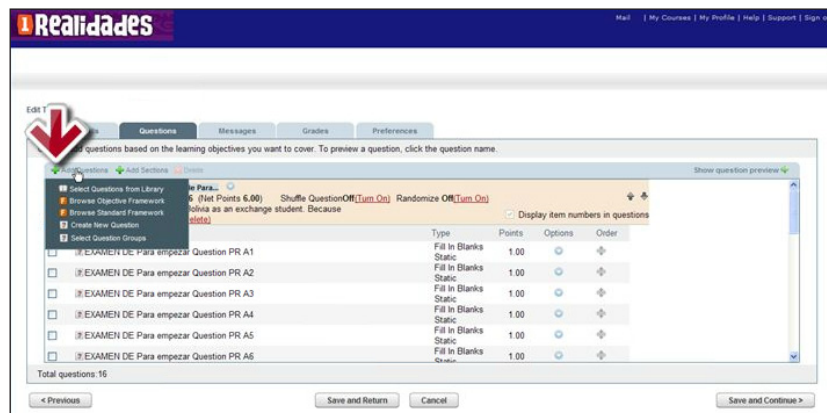 Realidades
Mail | My Courses | My Profile | Help | Support | Sign o
Edit T
Questions Messages Grades Preferences
questions based on the learning objectives you want to cover. To preview a question, click the question name.
Add Questions Add Sections Delete Show question preview
Select Questions from Library
Browse Objective Framework
Browse Standard Framework
Create New Question
Select Question Groups
le Para...
6 (Net Points 6.00) Shuffle QuestionOff(Turn On) Randomize Off(Turn On)
olivia as an exchange student. Because
elete) Display item numbers in questions
Type Points Options Order
EXAMEN DE Para empezar Question PR A1 Fill In Blanks Static 1.00
EXAMEN DE Para empezar Question PR A2 Fill In Blanks Static 1.00
EXAMEN DE Para empezar Question PR A3 Fill In Blanks Static 1.00
EXAMEN DE Para empezar Question PR A4 Fill In Blanks Static 1.00
EXAMEN DE Para empezar Question PR A5 Fill In Blanks Static 1.00
EXAMEN DE Para empezar Question PR A6 Fill In Blanks Static 1.00
Total questions:16
< Previous Save and Return Cancel Save and Continue >